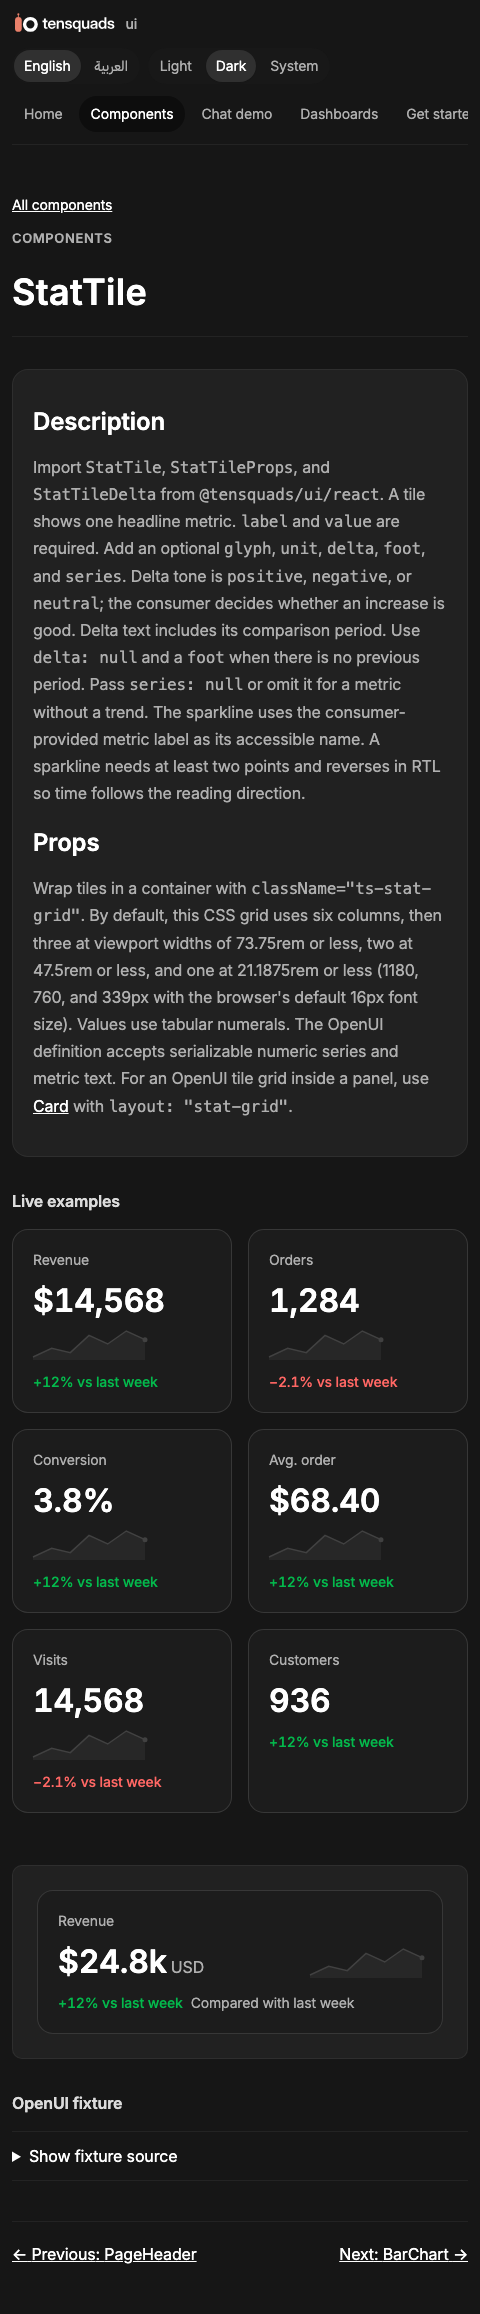 tensquads ui
English العربية Light Dark System
Home Components Chat demo Dashboards Get starte
All components
COMPONENTS
StatTile
Description
Import StatTile, StatTileProps, and
StatTileDelta from @tensquads/ui/react. A tile
shows one headline metric. label and value are
required. Add an optional glyph, unit, delta, foot,
and series. Delta tone is positive, negative, or
neutral; the consumer decides whether an increase is
good. Delta text includes its comparison period. Use
delta: null and a foot when there is no previous
period. Pass series: null or omit it for a metric
without a trend. The sparkline uses the consumer-
provided metric label as its accessible name. A
sparkline needs at least two points and reverses in RTL
so time follows the reading direction.
Props
Wrap tiles in a container with className="ts-stat-
grid". By default, this CSS grid uses six columns, then
three at viewport widths of 73.75rem or less, two at
47.5rem or less, and one at 21.1875rem or less (1180,
760, and 339px with the browser's default 16px font
size). Values use tabular numerals. The OpenUI
definition accepts serializable numeric series and
metric text. For an OpenUI tile grid inside a panel, use
Card with layout: "stat-grid".
Live examples
Revenue
$14,568
+12% vs last week
Orders
1,284
−2.1% vs last week
Conversion
3.8%
+12% vs last week
Avg. order
$68.40
+12% vs last week
Visits
14,568
−2.1% vs last week
Customers
936
+12% vs last week
Revenue
$24.8k USD
+12% vs last week Compared with last week
OpenUI fixture
▶ Show fixture source
← Previous: PageHeader
Next: BarChart →